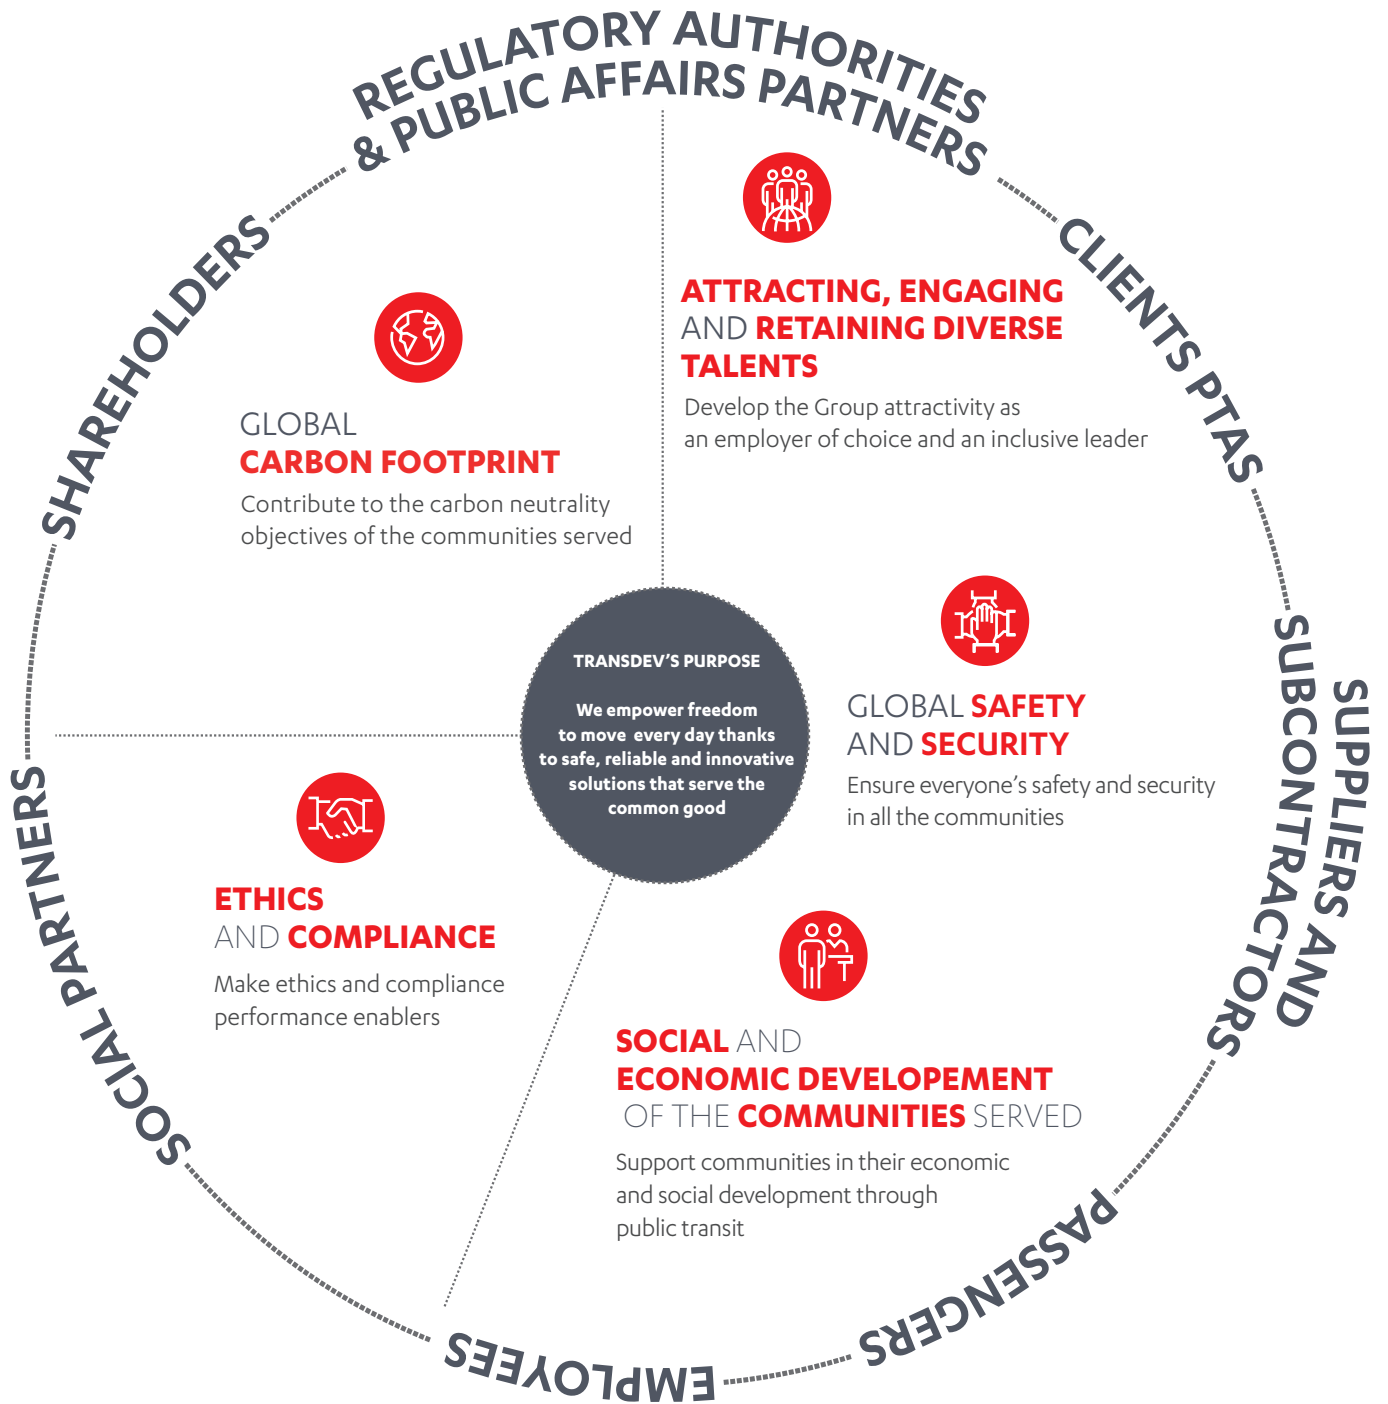 REGULATORY AUTHORITIES
& PUBLIC AFFAIRS PARTNERS
CLIENTS PTAS
SUPPLIERS AND
SUBCONTRACTORS
PASSENGERS
EMPLOYEES
SOCIAL PARTNERS
SHAREHOLDERS
ATTRACTING, ENGAGING
AND RETAINING DIVERSE
TALENTS
Develop the Group attractivity as
an employer of choice and an inclusive leader
GLOBAL
CARBON FOOTPRINT
Contribute to the carbon neutrality
objectives of the communities served
TRANSDEV'S PURPOSE
We empower freedom
to move every day thanks
to safe, reliable and innovative
solutions that serve the
common good
GLOBAL SAFETY
AND SECURITY
Ensure everyone's safety and security
in all the communities
ETHICS
AND COMPLIANCE
Make ethics and compliance
performance enablers
SOCIAL AND
ECONOMIC DEVELOPEMENT
OF THE COMMUNITIES SERVED
Support communities in their economic
and social development through
public transit